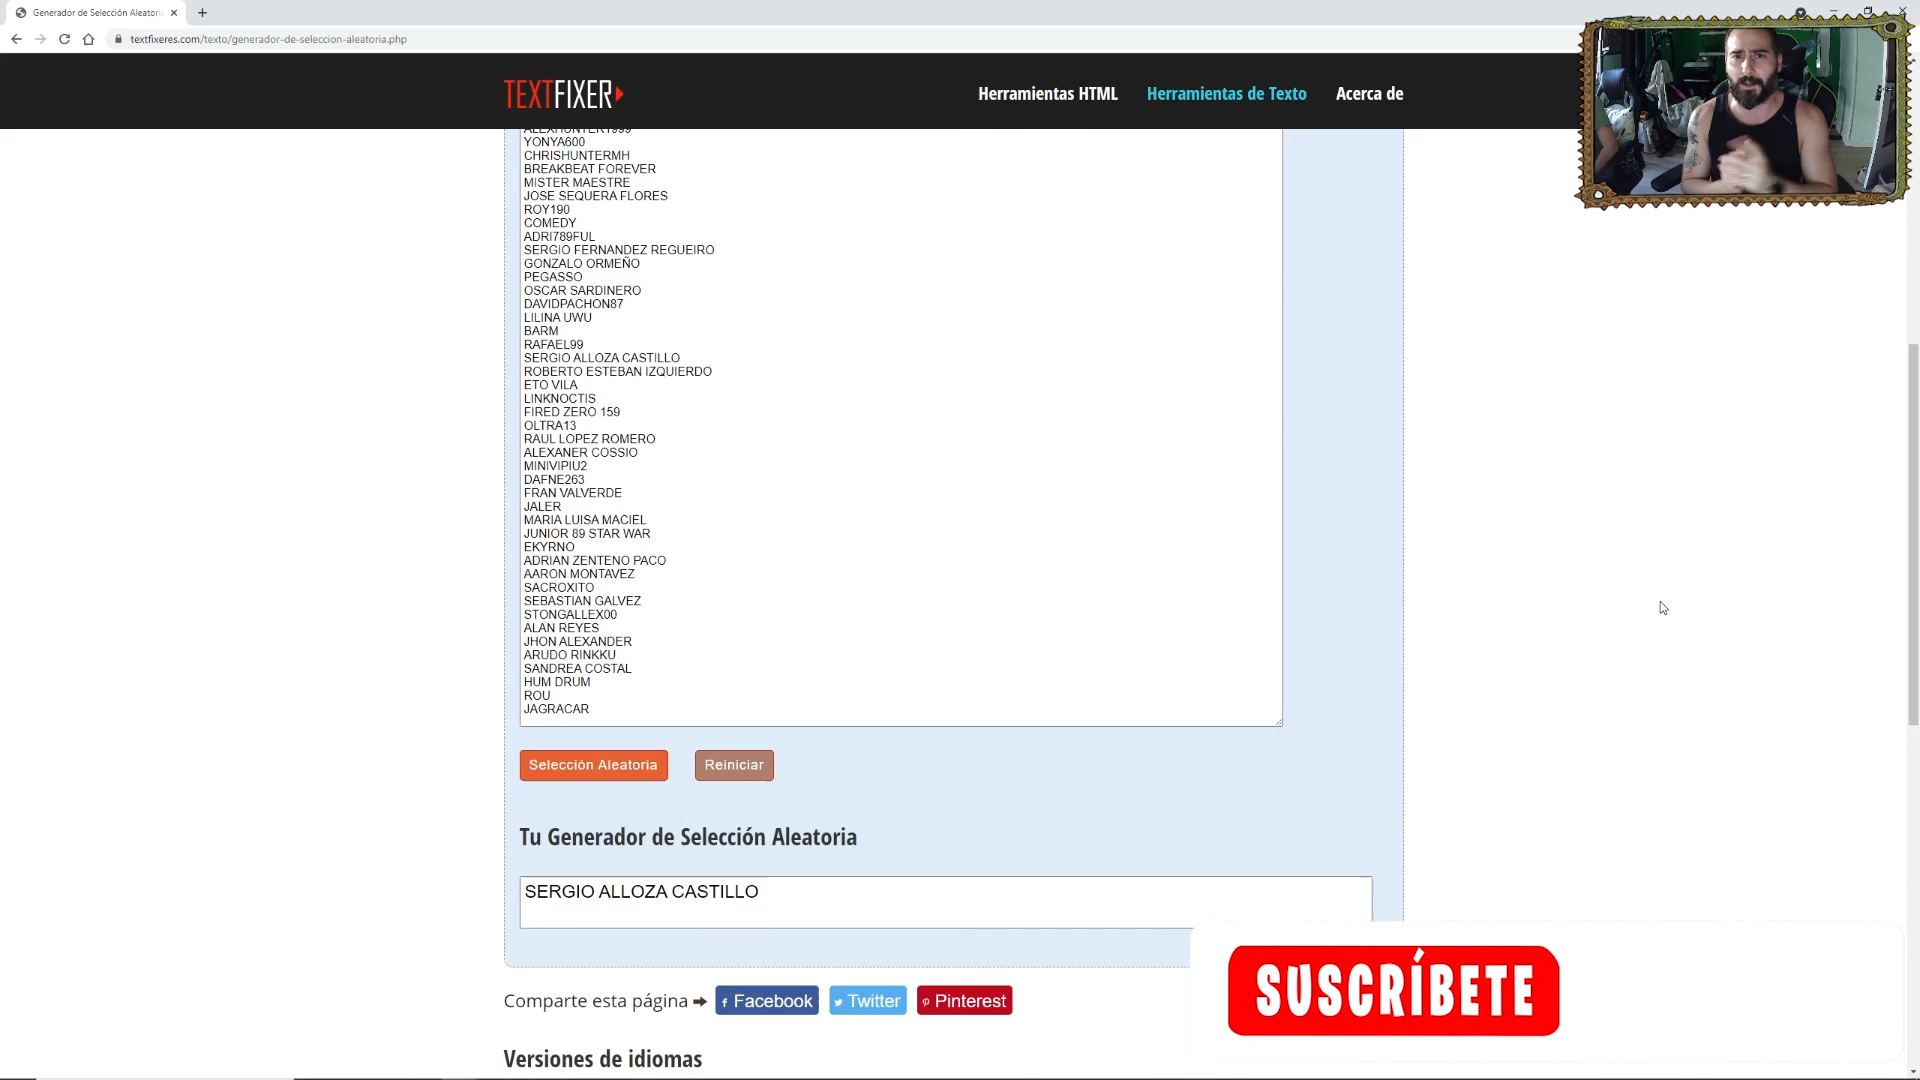 Generador de Selección Aleatoria
textfixeres.com/texto/generador-de-seleccion-aleatoria.php
TEXTFIXER
Herramientas HTML
Herramientas de Texto
Acerca de
ALEXHUNTER1999
YONYA600
CHRISHUNTERMH
BREAKBEAT FOREVER
MISTER MAESTRE
JOSE SEQUERA FLORES
ROY190
COMEDY
ADRI789FUL
SERGIO FERNANDEZ REGUEIRO
GONZALO ORMEÑO
PEGASSO
OSCAR SARDINERO
DAVIDPACHON87
LILINA UWU
BARM
RAFAEL99
SERGIO ALLOZA CASTILLO
ROBERTO ESTEBAN IZQUIERDO
ETO VILA
LINKNOCTIS
FIRED ZERO 159
OLTRA13
RAUL LOPEZ ROMERO
ALEXANER COSSIO
MINIVIPIU2
DAFNE263
FRAN VALVERDE
JALER
MARIA LUISA MACIEL
JUNIOR 89 STAR WAR
EKYRNO
ADRIAN ZENTENO PACO
AARON MONTAVEZ
SACROXITO
SEBASTIAN GALVEZ
STONGALLEX00
ALAN REYES
JHON ALEXANDER
ARUDO RINKKU
SANDREA COSTAL
HUM DRUM
ROU
JAGRACAR
Selección Aleatoria
Reiniciar
Tu Generador de Selección Aleatoria
SERGIO ALLOZA CASTILLO
Comparte esta página
Facebook
Twitter
Pinterest
SUSCRÍBETE
Versiones de idiomas